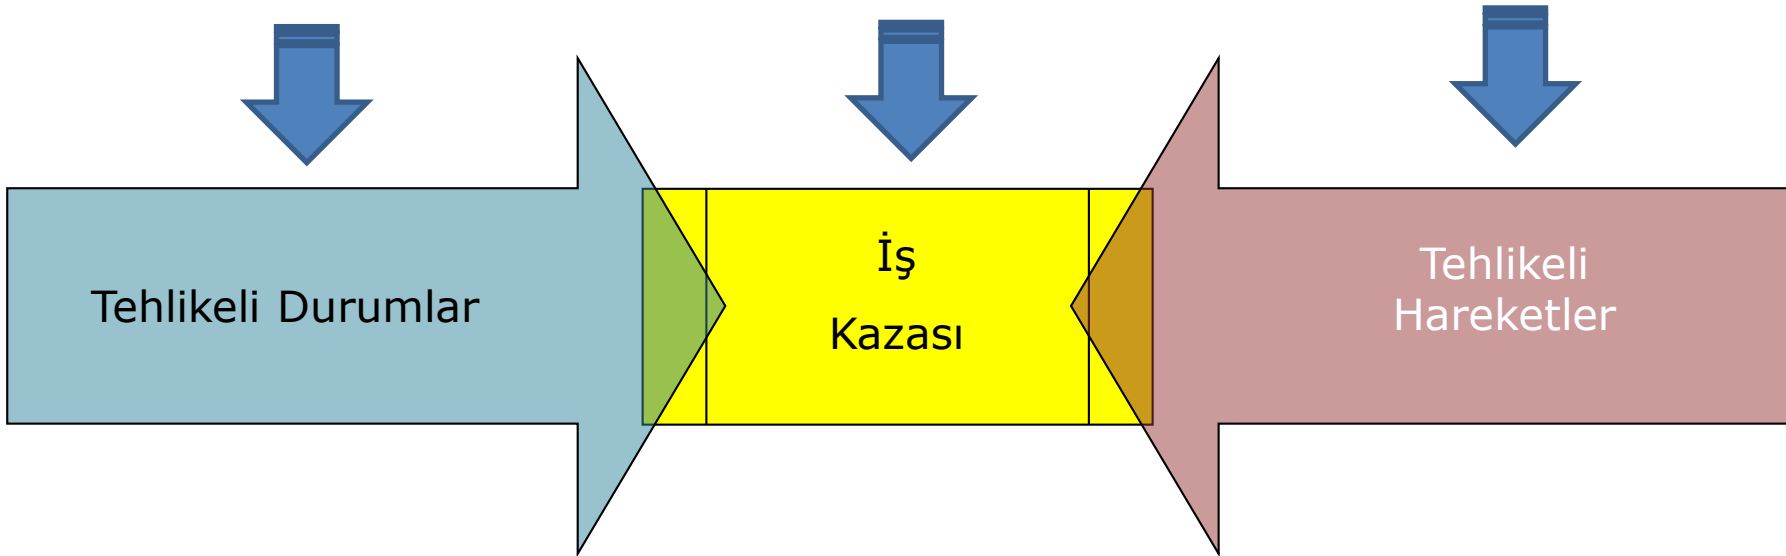 Tehlikeli Durumlar
İş
Kazası
Tehlikeli
Hareketler